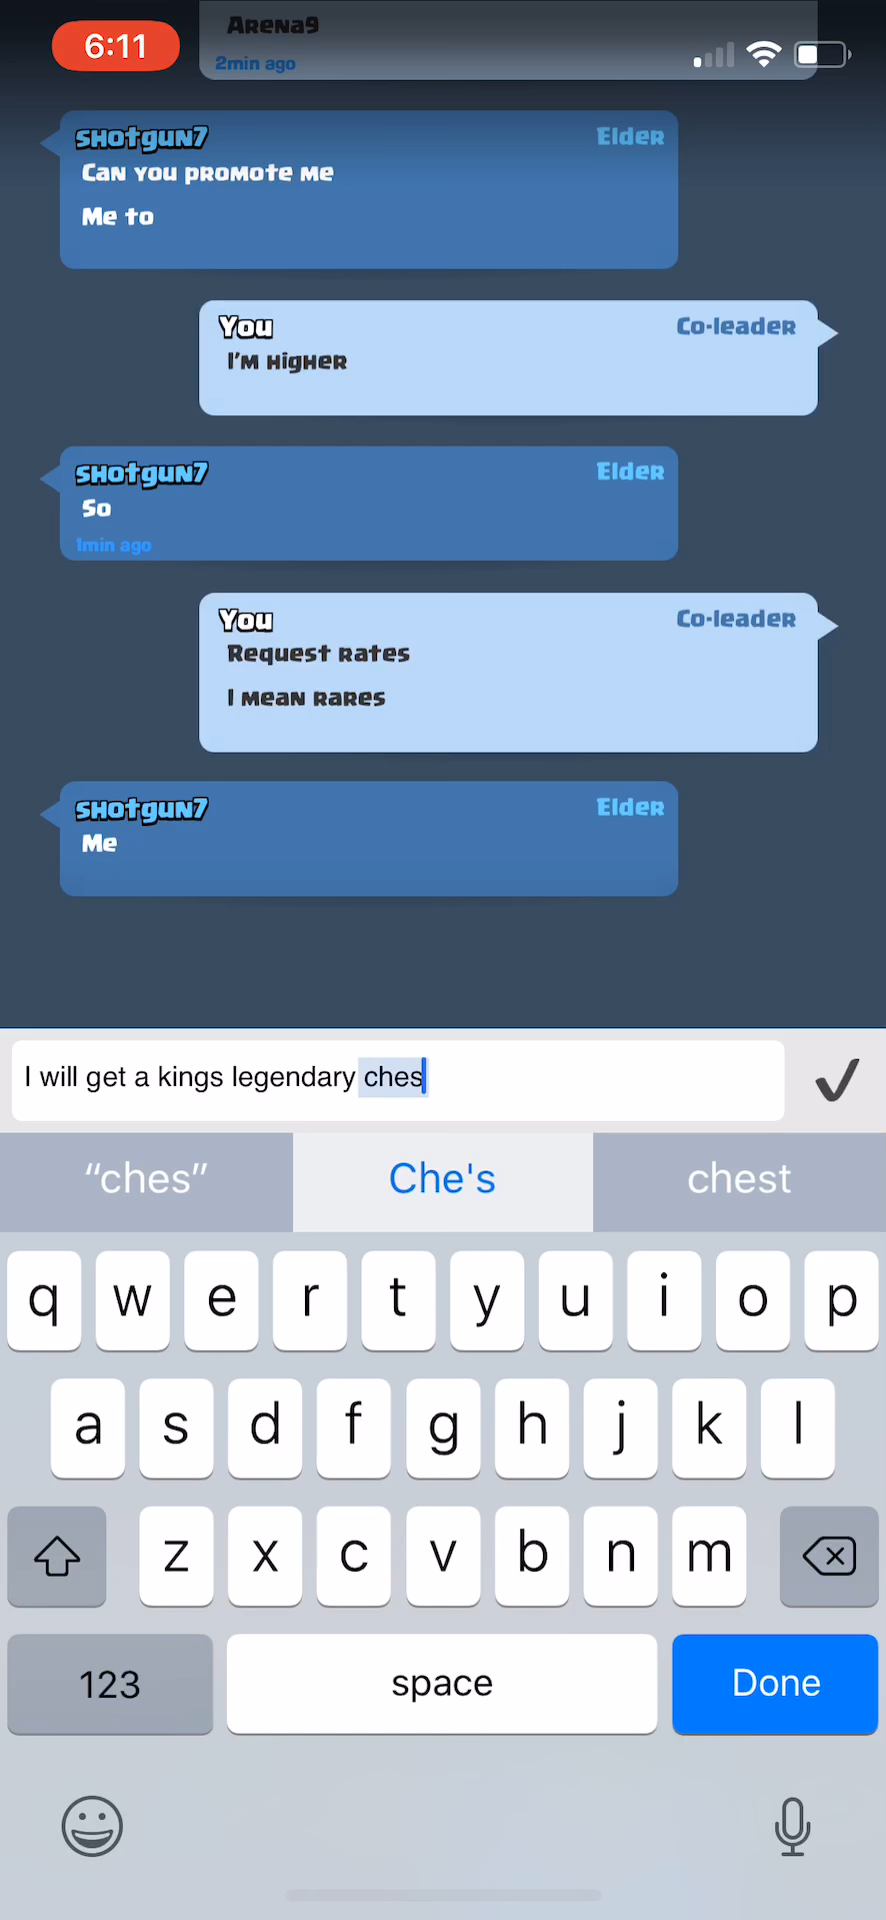 Arena9
6:11
2min ago
shotgun7 Elder
Can you promote me
Me to
You Co-leader
I'm higher
shotgun7 Elder
So
1min ago
You Co-leader
Request rates
I mean rares
shotgun7 Elder
Me
I will get a kings legendary ches
“ches” Che's chest
q w e r t y u i o p
a s d f g h j k l
z x c v b n m
123 space Done